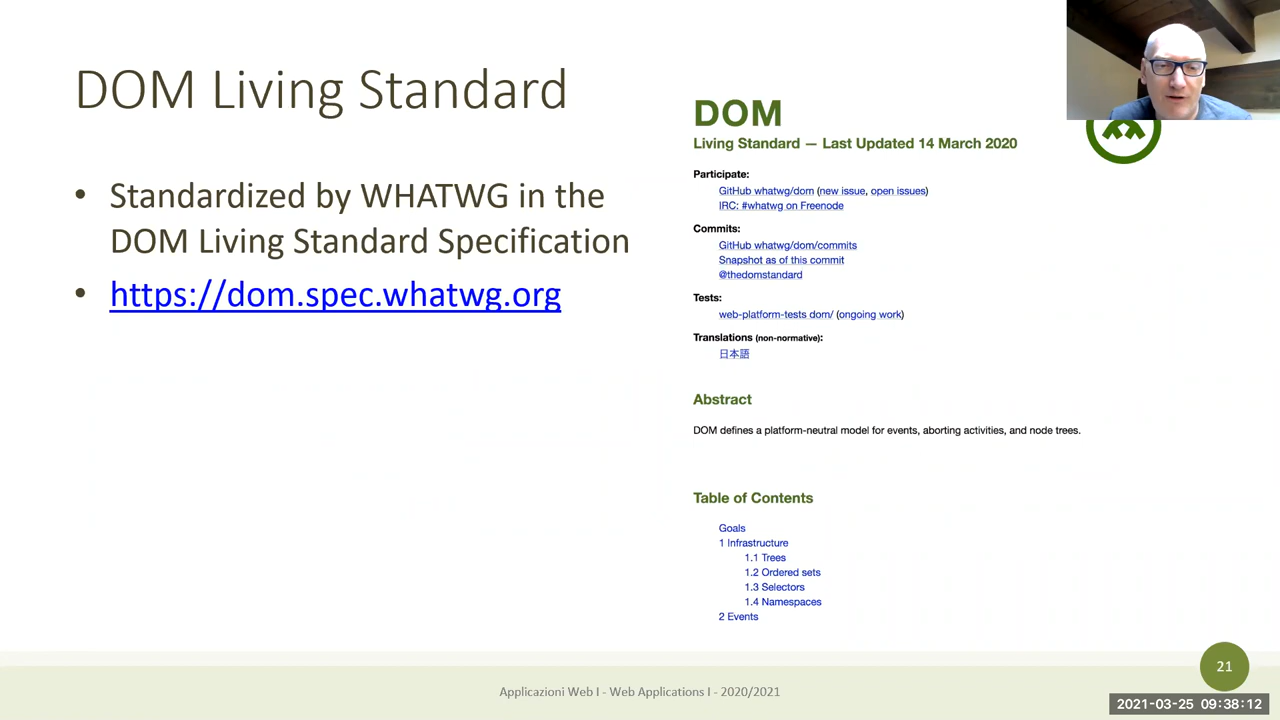 DOM Living Standard
• Standardized by WHATWG in the
DOM Living Standard Specification
• https://dom.spec.whatwg.org
DOM
Living Standard — Last Updated 14 March 2020
Participate:
GitHub whatwg/dom (new issue, open issues)
IRC: #whatwg on Freenode
Commits:
GitHub whatwg/dom/commits
Snapshot as of this commit
@thedomstandard
Tests:
web-platform-tests dom/ (ongoing work)
Translations (non-normative):
日本語
Abstract
DOM defines a platform-neutral model for events, aborting activities, and node trees.
Table of Contents
Goals
1 Infrastructure
1.1 Trees
1.2 Ordered sets
1.3 Selectors
1.4 Namespaces
2 Events
Applicazioni Web I - Web Applications I - 2020/2021
21
2021-03-25 09:38:12